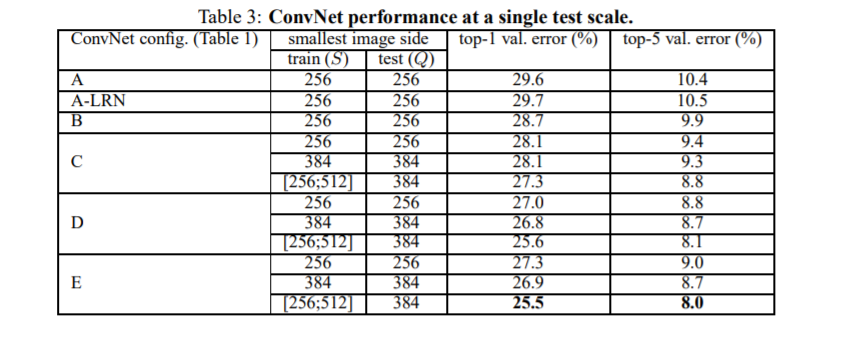 Table 3: ConvNet performance at a single test scale.
ConvNet config. (Table 1) smallest image side top-1 val. error (%) top-5 val. error (%)
train (S) test (Q)
A 256 256 29.6 10.4
A-LRN 256 256 29.7 10.5
B 256 256 28.7 9.9
256 256 28.1 9.4
C 384 384 28.1 9.3
[256;512] 384 27.3 8.8
256 256 27.0 8.8
D 384 384 26.8 8.7
[256;512] 384 25.6 8.1
256 256 27.3 9.0
E 384 384 26.9 8.7
[256;512] 384 25.5 8.0